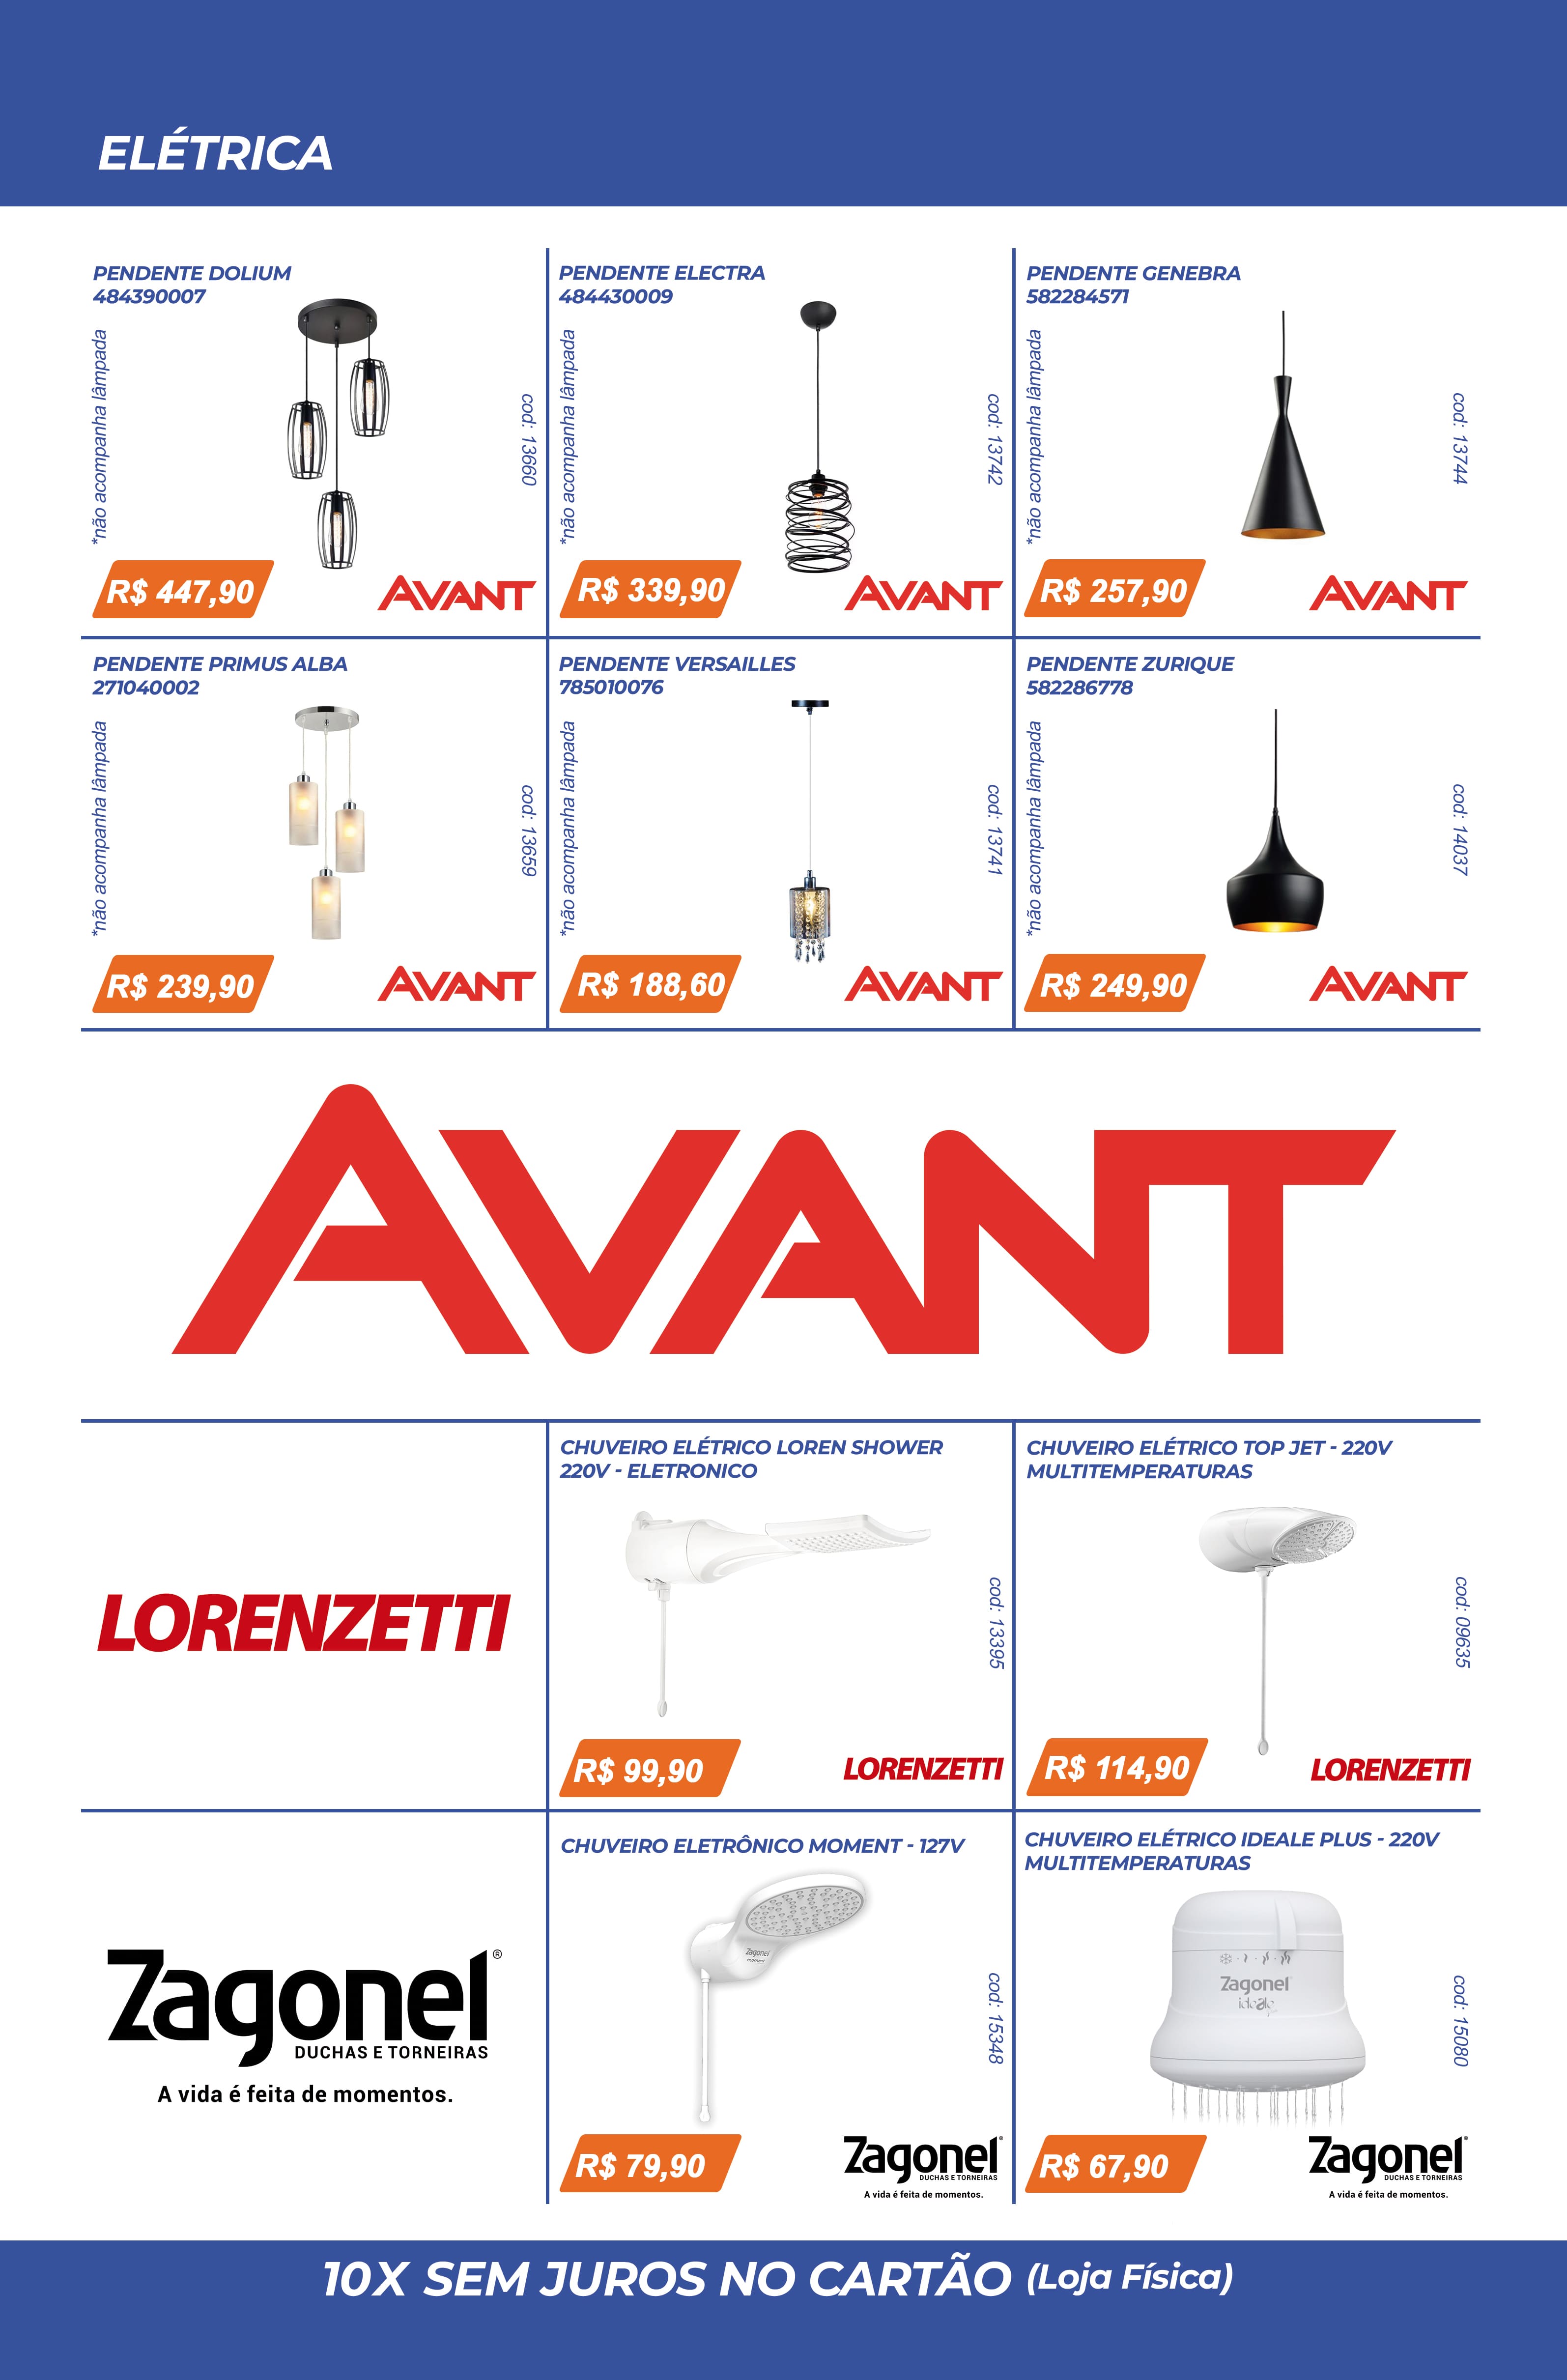 ELÉTRICA
PENDENTE DOLIUM
484390007
*não acompanha lâmpada
cod: 13660
R$ 447,90
AVANT
PENDENTE ELECTRA
484430009
*não acompanha lâmpada
cod: 13742
R$ 339,90
AVANT
PENDENTE GENEBRA
582284571
*não acompanha lâmpada
cod: 13744
R$ 257,90
AVANT
PENDENTE PRIMUS ALBA
271040002
*não acompanha lâmpada
cod: 13659
R$ 239,90
AVANT
PENDENTE VERSAILLES
785010076
*não acompanha lâmpada
cod: 13741
R$ 188,60
AVANT
PENDENTE ZURIQUE
582286778
*não acompanha lâmpada
cod: 14037
R$ 249,90
AVANT
AVANT
LORENZETTI
CHUVEIRO ELÉTRICO LOREN SHOWER
220V - ELETRONICO
cod: 13395
R$ 99,90
LORENZETTI
CHUVEIRO ELÉTRICO TOP JET - 220V
MULTITEMPERATURAS
cod: 09635
R$ 114,90
LORENZETTI
Zagonel®
DUCHAS E TORNEIRAS
A vida é feita de momentos.
CHUVEIRO ELETRÔNICO MOMENT - 127V
Zagonel
moment
cod: 15348
R$ 79,90
Zagonel®
DUCHAS E TORNEIRAS
A vida é feita de momentos.
CHUVEIRO ELÉTRICO IDEALE PLUS - 220V
MULTITEMPERATURAS
Zagonel
ideale
cod: 15080
R$ 67,90
Zagonel®
DUCHAS E TORNEIRAS
A vida é feita de momentos.
10X SEM JUROS NO CARTÃO (Loja Física)